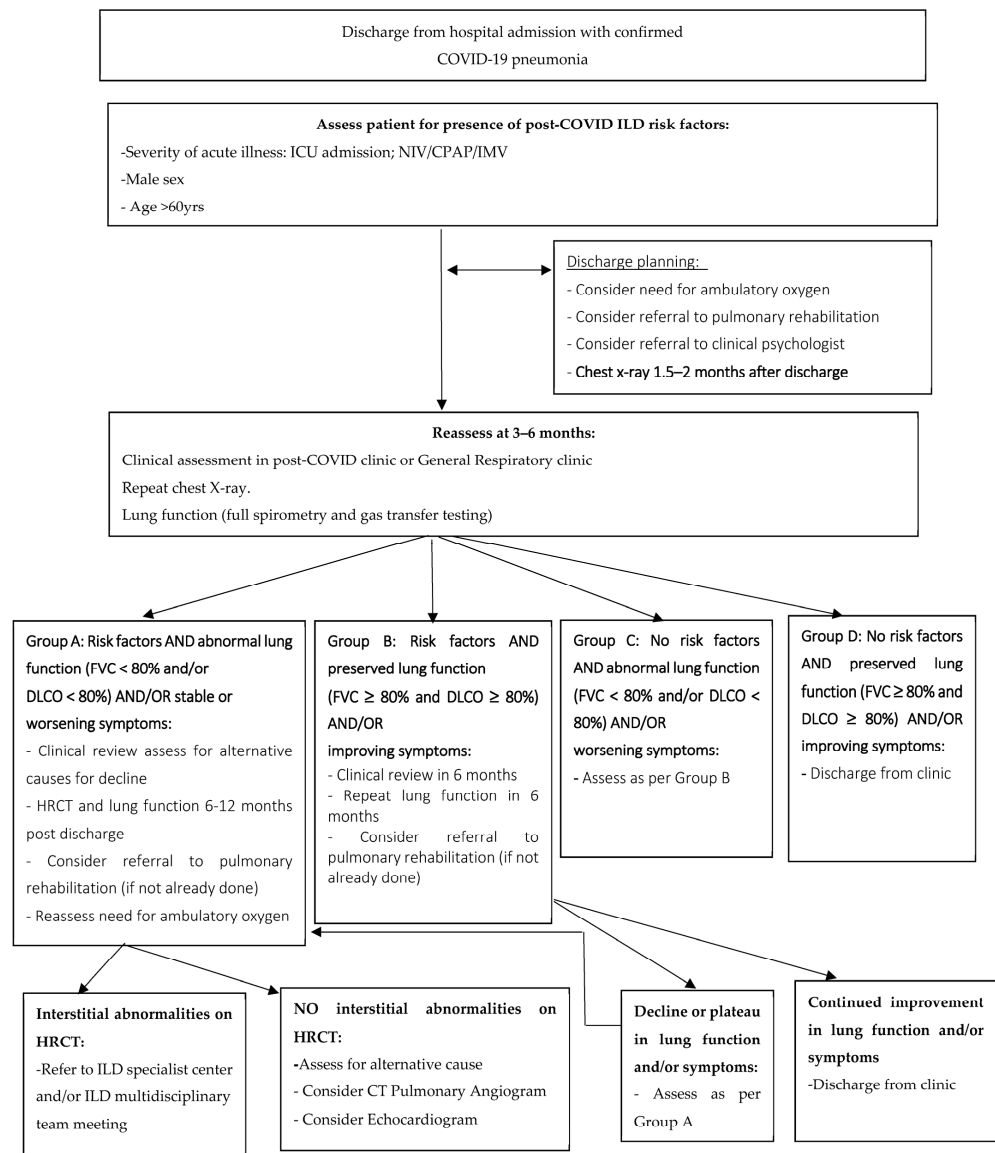 Discharge from hospital admission with confirmed
COVID-19 pneumonia
Assess patient for presence of post-COVID ILD risk factors:
-Severity of acute illness: ICU admission; NIV/CPAP/IMV
-Male sex
- Age >60yrs
Discharge planning:
- Consider need for ambulatory oxygen
- Consider referral to pulmonary rehabilitation
- Consider referral to clinical psychologist
- Chest x-ray 1.5–2 months after discharge
Reassess at 3–6 months:
Clinical assessment in post-COVID clinic or General Respiratory clinic
Repeat chest X-ray.
Lung function (full spirometry and gas transfer testing)
Group A: Risk factors AND abnormal lung
function (FVC < 80% and/or
DLCO < 80%) AND/OR stable or
worsening symptoms:
- Clinical review assess for alternative
causes for decline
- HRCT and lung function 6-12 months
post discharge
- Consider referral to pulmonary
rehabilitation (if not already done)
- Reassess need for ambulatory oxygen
Group B: Risk factors AND
preserved lung function
(FVC ≥ 80% and DLCO ≥ 80%)
AND/OR
improving symptoms:
- Clinical review in 6 months
- Repeat lung function in 6
months
- Consider referral to
pulmonary rehabilitation (if not
already done)
Group C: No risk factors
AND abnormal lung function
(FVC < 80% and/or DLCO <
80%) AND/OR
worsening symptoms:
- Assess as per Group B
Group D: No risk factors
AND preserved lung
function (FVC ≥ 80% and
DLCO ≥ 80%) AND/OR
improving symptoms:
- Discharge from clinic
Interstitial abnormalities on
HRCT:
-Refer to ILD specialist center
and/or ILD multidisciplinary
team meeting
NO interstitial abnormalities on
HRCT:
-Assess for alternative cause
- Consider CT Pulmonary Angiogram
- Consider Echocardiogram
Decline or plateau
in lung function
and/or symptoms:
- Assess as per
Group A
Continued improvement
in lung function and/or
symptoms
-Discharge from clinic